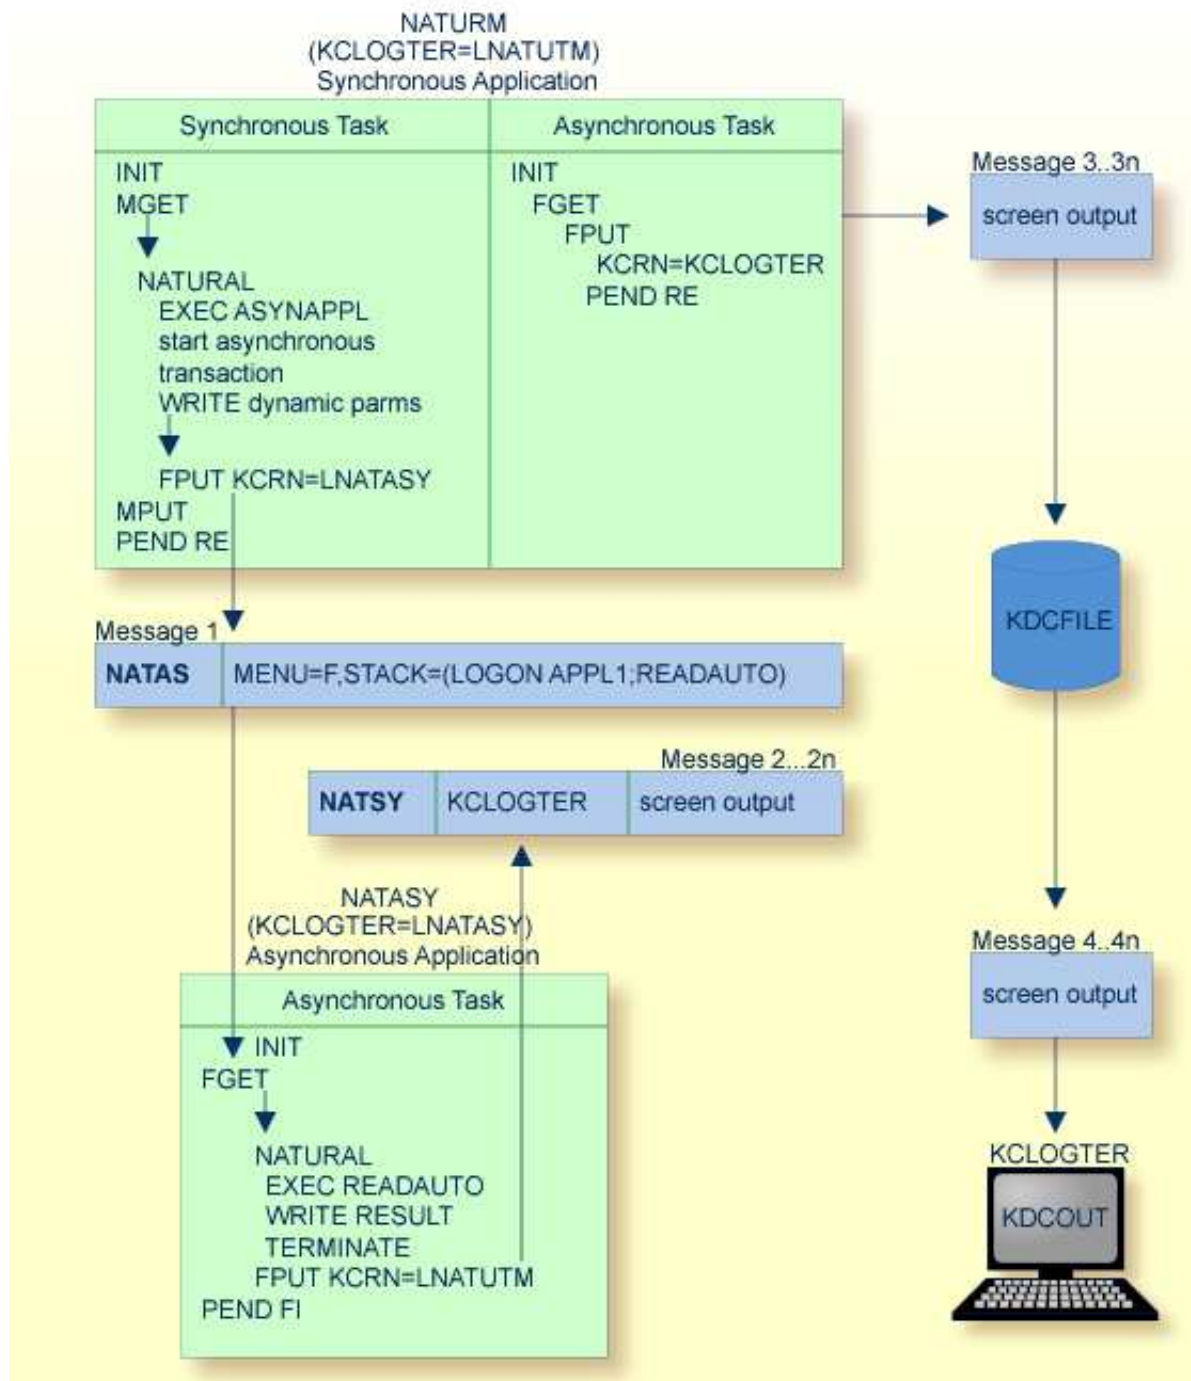 NATURM
(KCLOGTER=LNATUTM)
Synchronous Application
Synchronous Task
Asynchronous Task
INIT
MGET
NATURAL
EXEC ASYNAPPL
start asynchronous
transaction
WRITE dynamic parms
FPUT KCRN=LNATASY
MPUT
PEND RE
INIT
FGET
FPUT
KCRN=KCLOGTER
PEND RE
Message 3..3n
screen output
KDCFILE
Message 1
NATAS
MENU=F,STACK=(LOGON APPL1;READAUTO)
Message 2...2n
NATSY
KCLOGTER
screen output
NATASY
(KCLOGTER=LNATASY)
Asynchronous Application
Asynchronous Task
INIT
FGET
NATURAL
EXEC READAUTO
WRITE RESULT
TERMINATE
FPUT KCRN=LNATUTM
PEND FI
Message 4..4n
screen output
KCLOGTER
KDCOUT